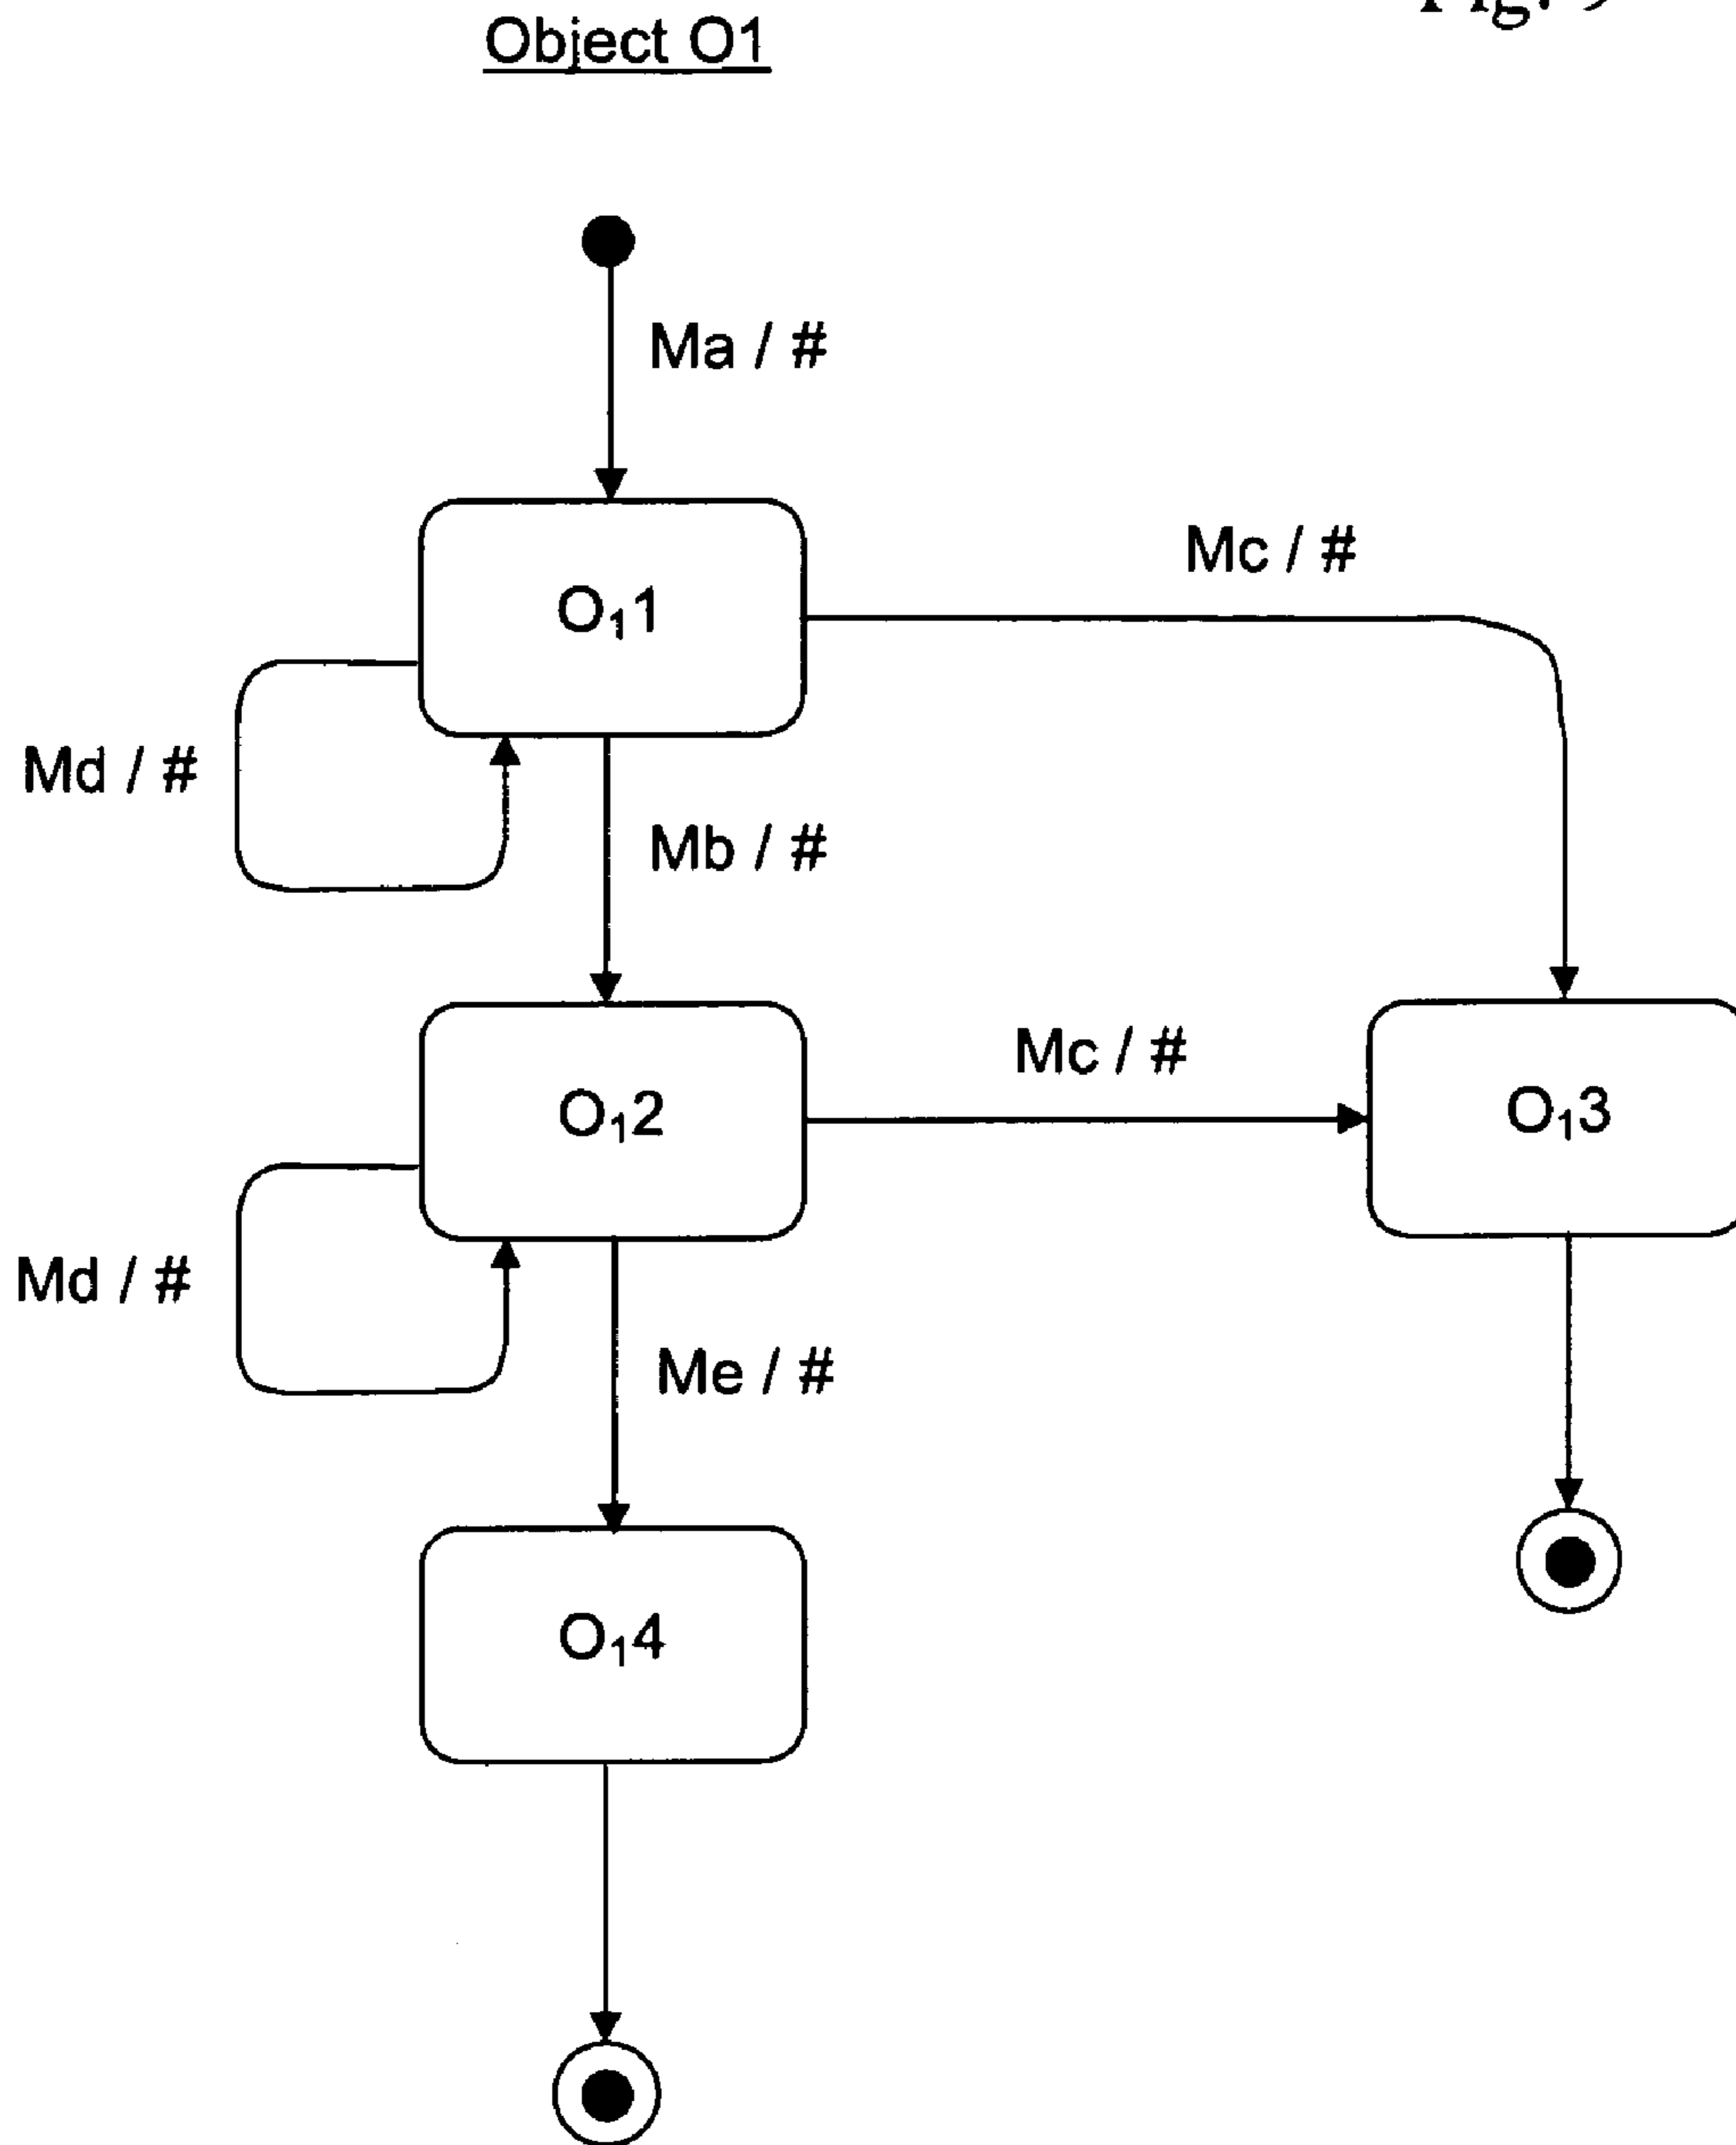 Object O1
Ma / #
Mc / #
O₁1
Md / #
Mb / #
Mc / #
O₁2
O₁3
Md / #
Me / #
O₁4